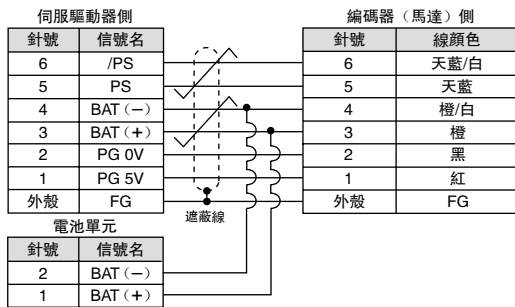 伺服驅動器側 編碼器（馬達）側
針號 信號名 針號 線顏色
6 /PS 6 天藍/白
5 PS 5 天藍
4 BAT（－） 4 橙/白
3 BAT（+） 3 橙
2 PG 0V 2 黑
1 PG 5V 1 紅
外殼 FG 外殼 FG
遮蔽線
電池單元
針號 信號名
2 BAT（－）
1 BAT（+）